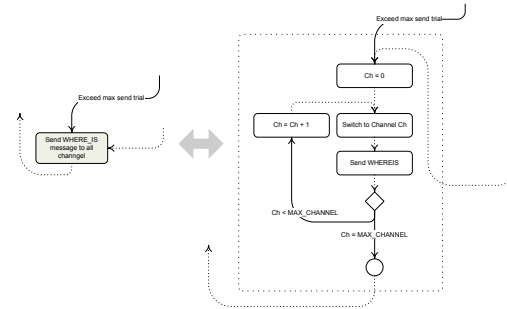 Exceed max send trial
Ch = 0
Exceed max send trial
Send WHERE_IS
message to all
channgel
Ch = Ch + 1
Switch to Channel Ch
Send WHEREIS
Ch < MAX_CHANNEL
Ch = MAX_CHANNEL